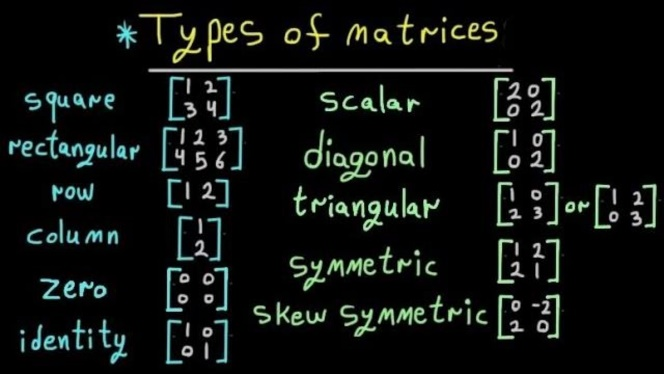 * Types of matrices
square [1 2
3 4]
rectangular [1 2 3
4 5 6]
row [1 2]
column [1
2]
zero [0 0
0 0]
identity [1 0
0 1]
scalar [2 0
0 2]
diagonal [1 0
0 2]
triangular [1 0
2 3] or [1 2
0 3]
symmetric [1 2
2 1]
skew symmetric [0 -2
2 0]